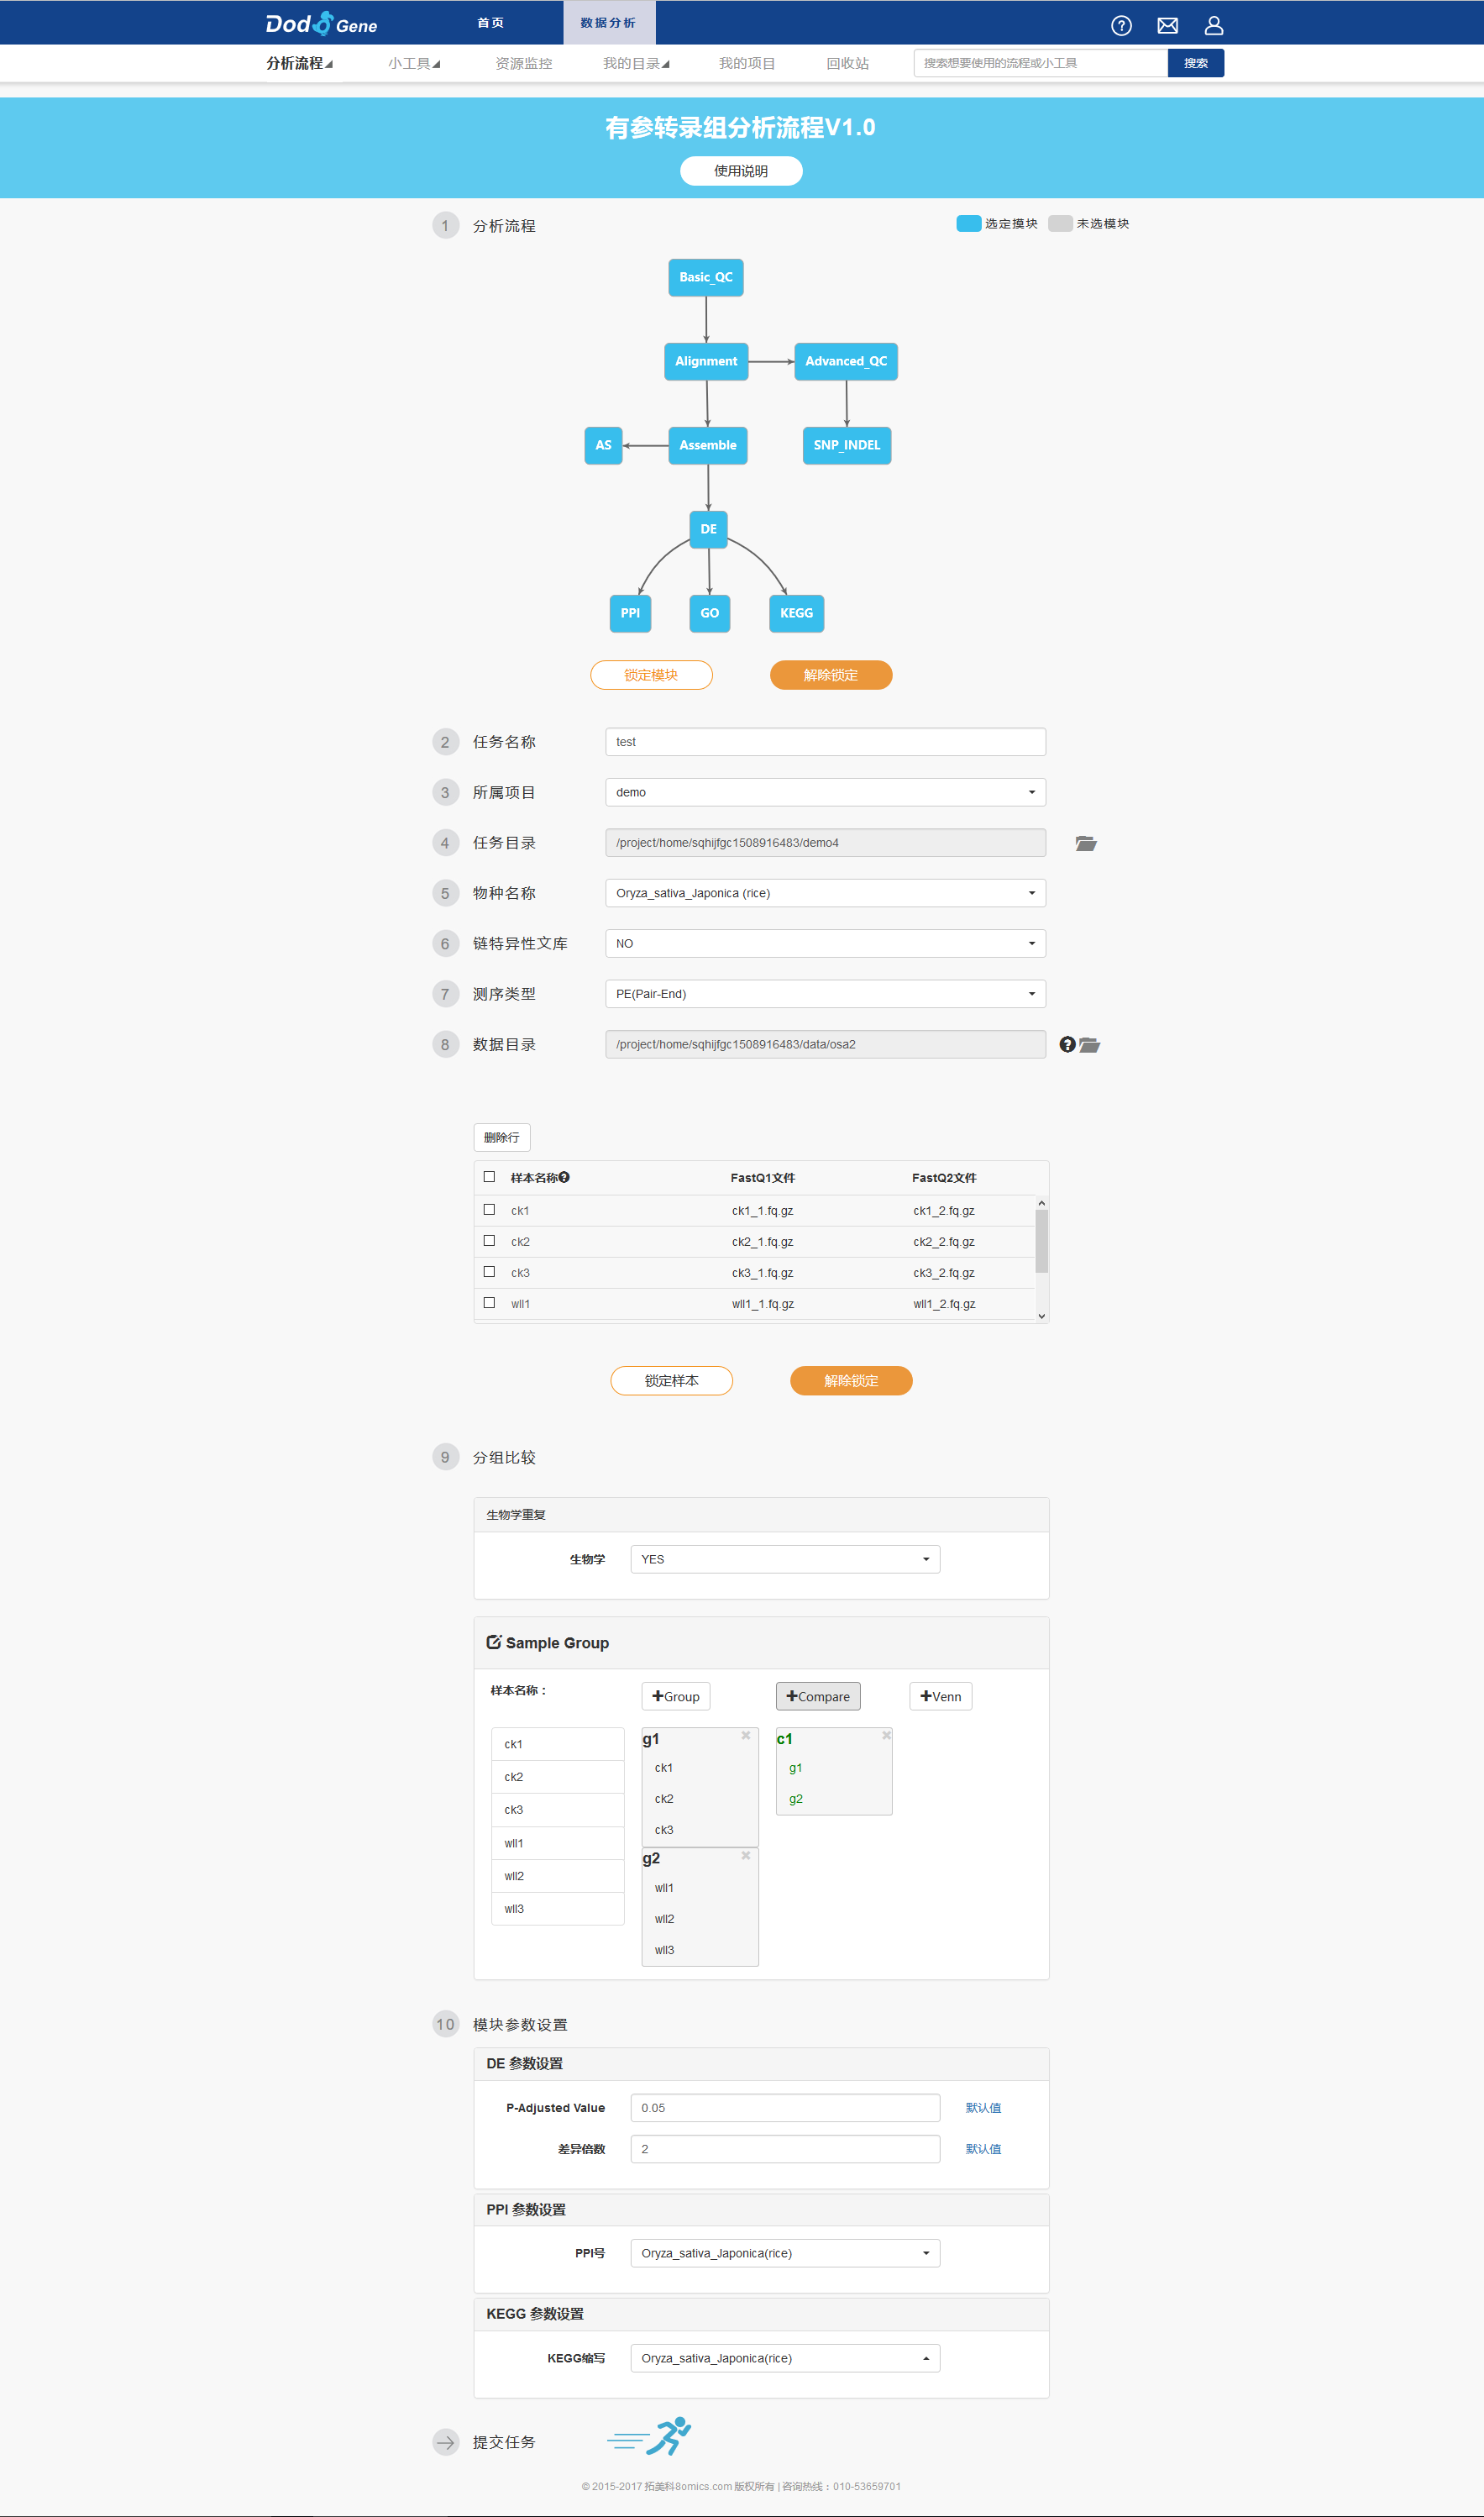 Dod Gene
首页
数据分析
分析流程
小工具
资源监控
我的目录
我的项目
回收站
搜索想要使用的流程或小工具
搜索
有参转录组分析流程V1.0
使用说明
1 分析流程
选定摸块 未选模块
Basic_QC
Alignment Advanced_QC
AS Assemble SNP_INDEL
DE
PPI GO KEGG
锁定模块 解除锁定
2 任务名称 test
3 所属项目 demo
4 任务目录 /project/home/sqhijfgc1508916483/demo4
5 物种名称 Oryza_sativa_Japonica (rice)
6 链特异性文库 NO
7 测序类型 PE(Pair-End)
8 数据目录 /project/home/sqhijfgc1508916483/data/osa2
删除行
样本名称 FastQ1文件 FastQ2文件
ck1 ck1_1.fq.gz ck1_2.fq.gz
ck2 ck2_1.fq.gz ck2_2.fq.gz
ck3 ck3_1.fq.gz ck3_2.fq.gz
wll1 wll1_1.fq.gz wll1_2.fq.gz
锁定样本 解除锁定
9 分组比较
生物学重复
生物学 YES
Sample Group
样本名称： +Group +Compare +Venn
ck1
ck2
ck3
wll1
wll2
wll3
g1
ck1
ck2
ck3
g2
wll1
wll2
wll3
c1
g1
g2
10 模块参数设置
DE 参数设置
P-Adjusted Value 0.05 默认值
差异倍数 2 默认值
PPI 参数设置
PPI号 Oryza_sativa_Japonica(rice)
KEGG 参数设置
KEGG缩写 Oryza_sativa_Japonica(rice)
提交任务
© 2015-2017 拓美科8omics.com 版权所有 | 咨询热线：010-53659701